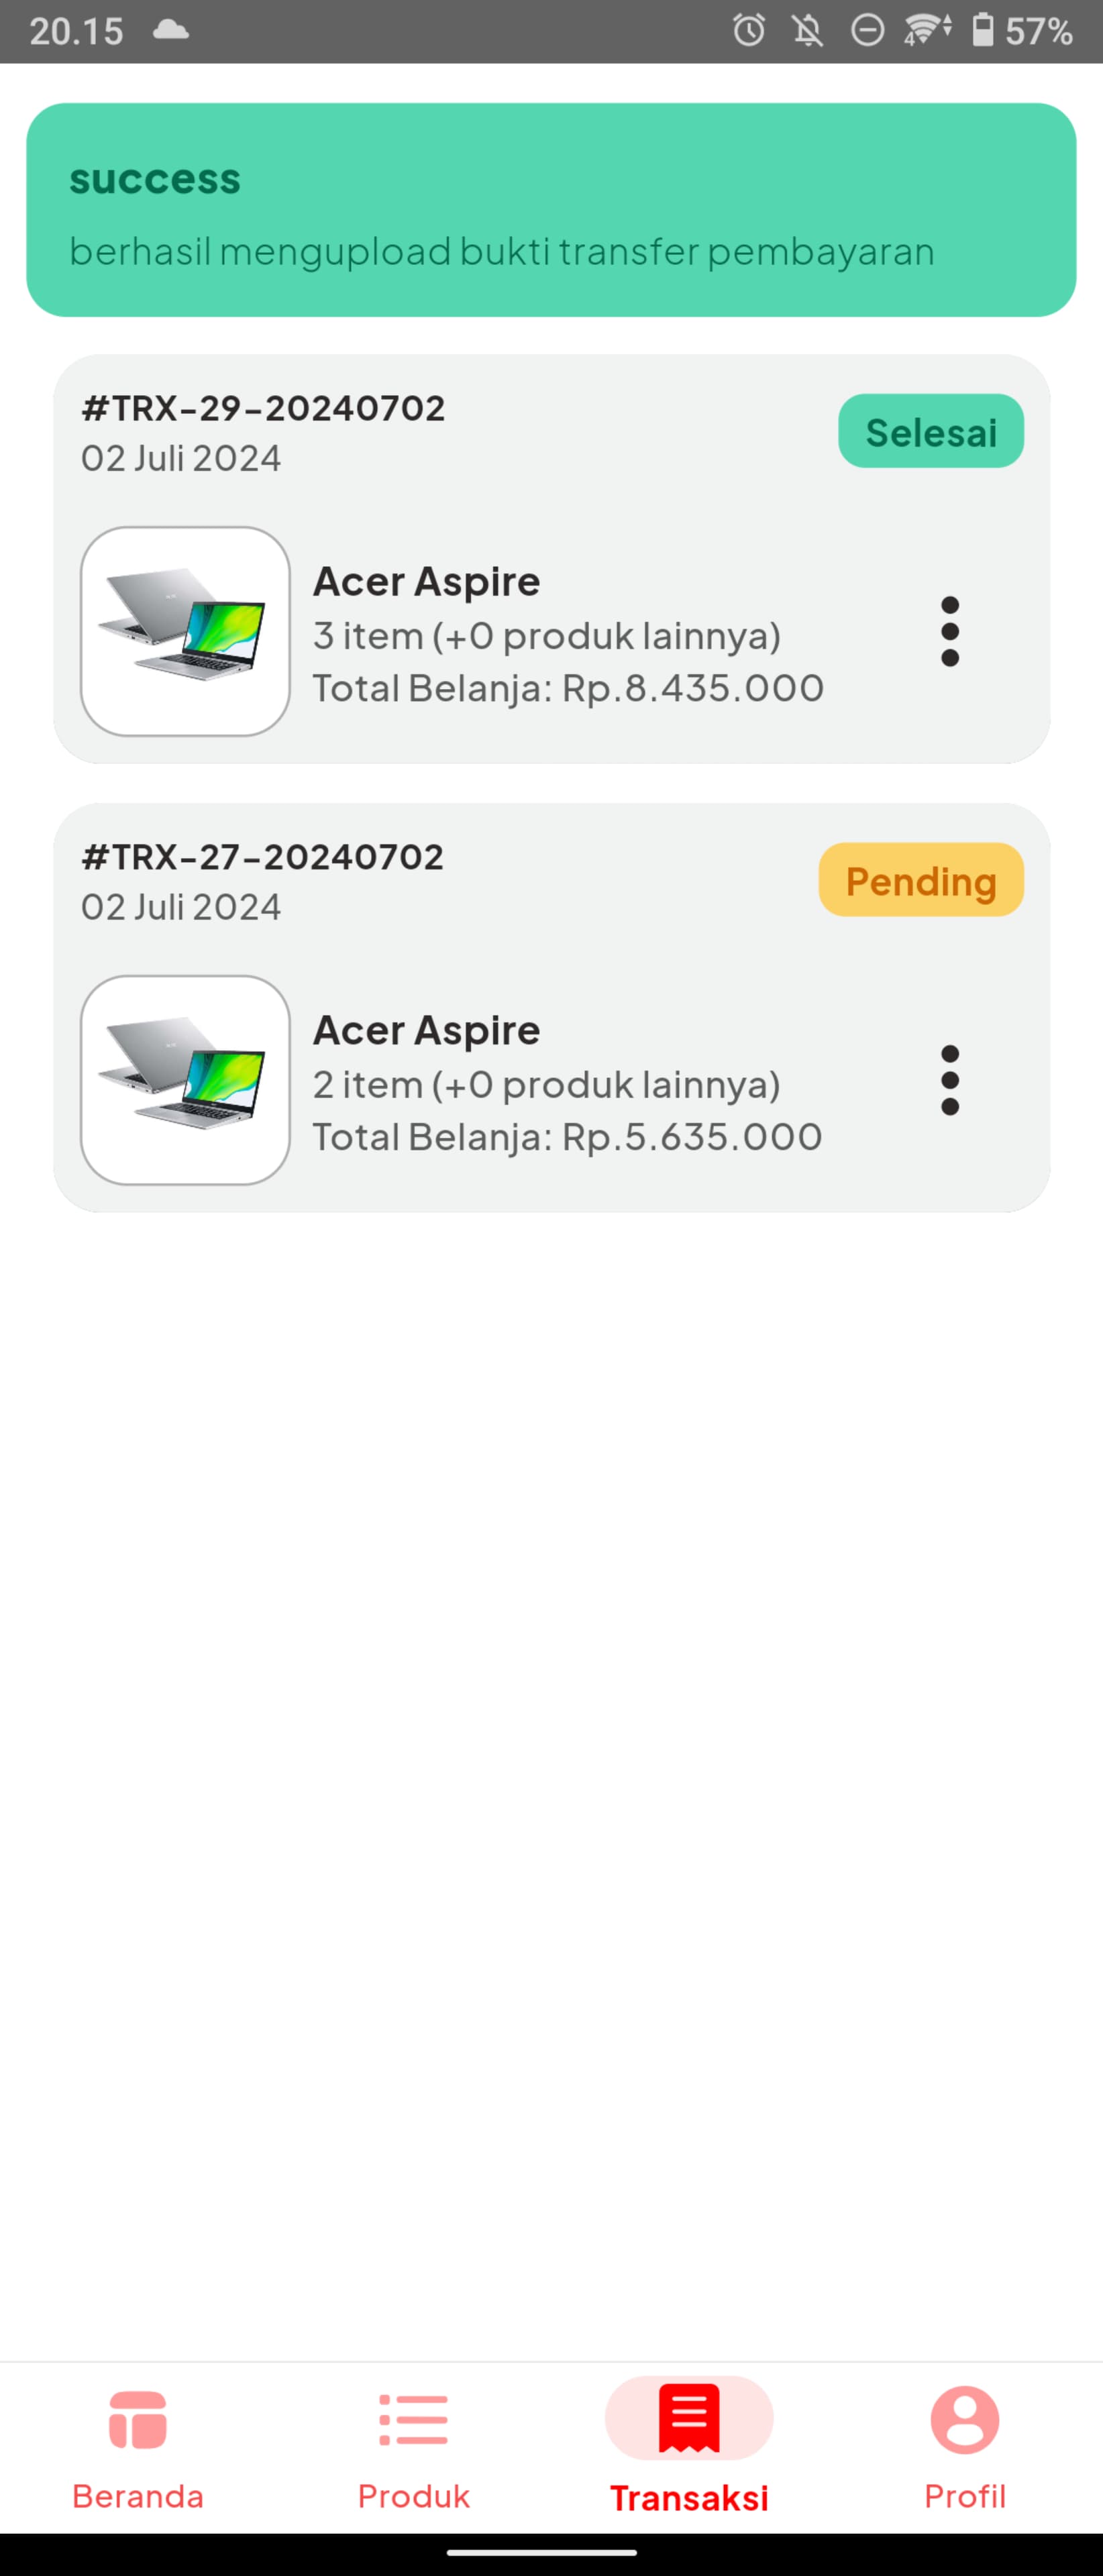 20.15
4
57%
success
berhasil mengupload bukti transfer pembayaran
#TRX-29-20240702
Selesai
02 Juli 2024
Acer Aspire
3 item (+0 produk lainnya)
Total Belanja: Rp.8.435.000
#TRX-27-20240702
Pending
02 Juli 2024
Acer Aspire
2 item (+0 produk lainnya)
Total Belanja: Rp.5.635.000
Beranda
Produk
Transaksi
Profil